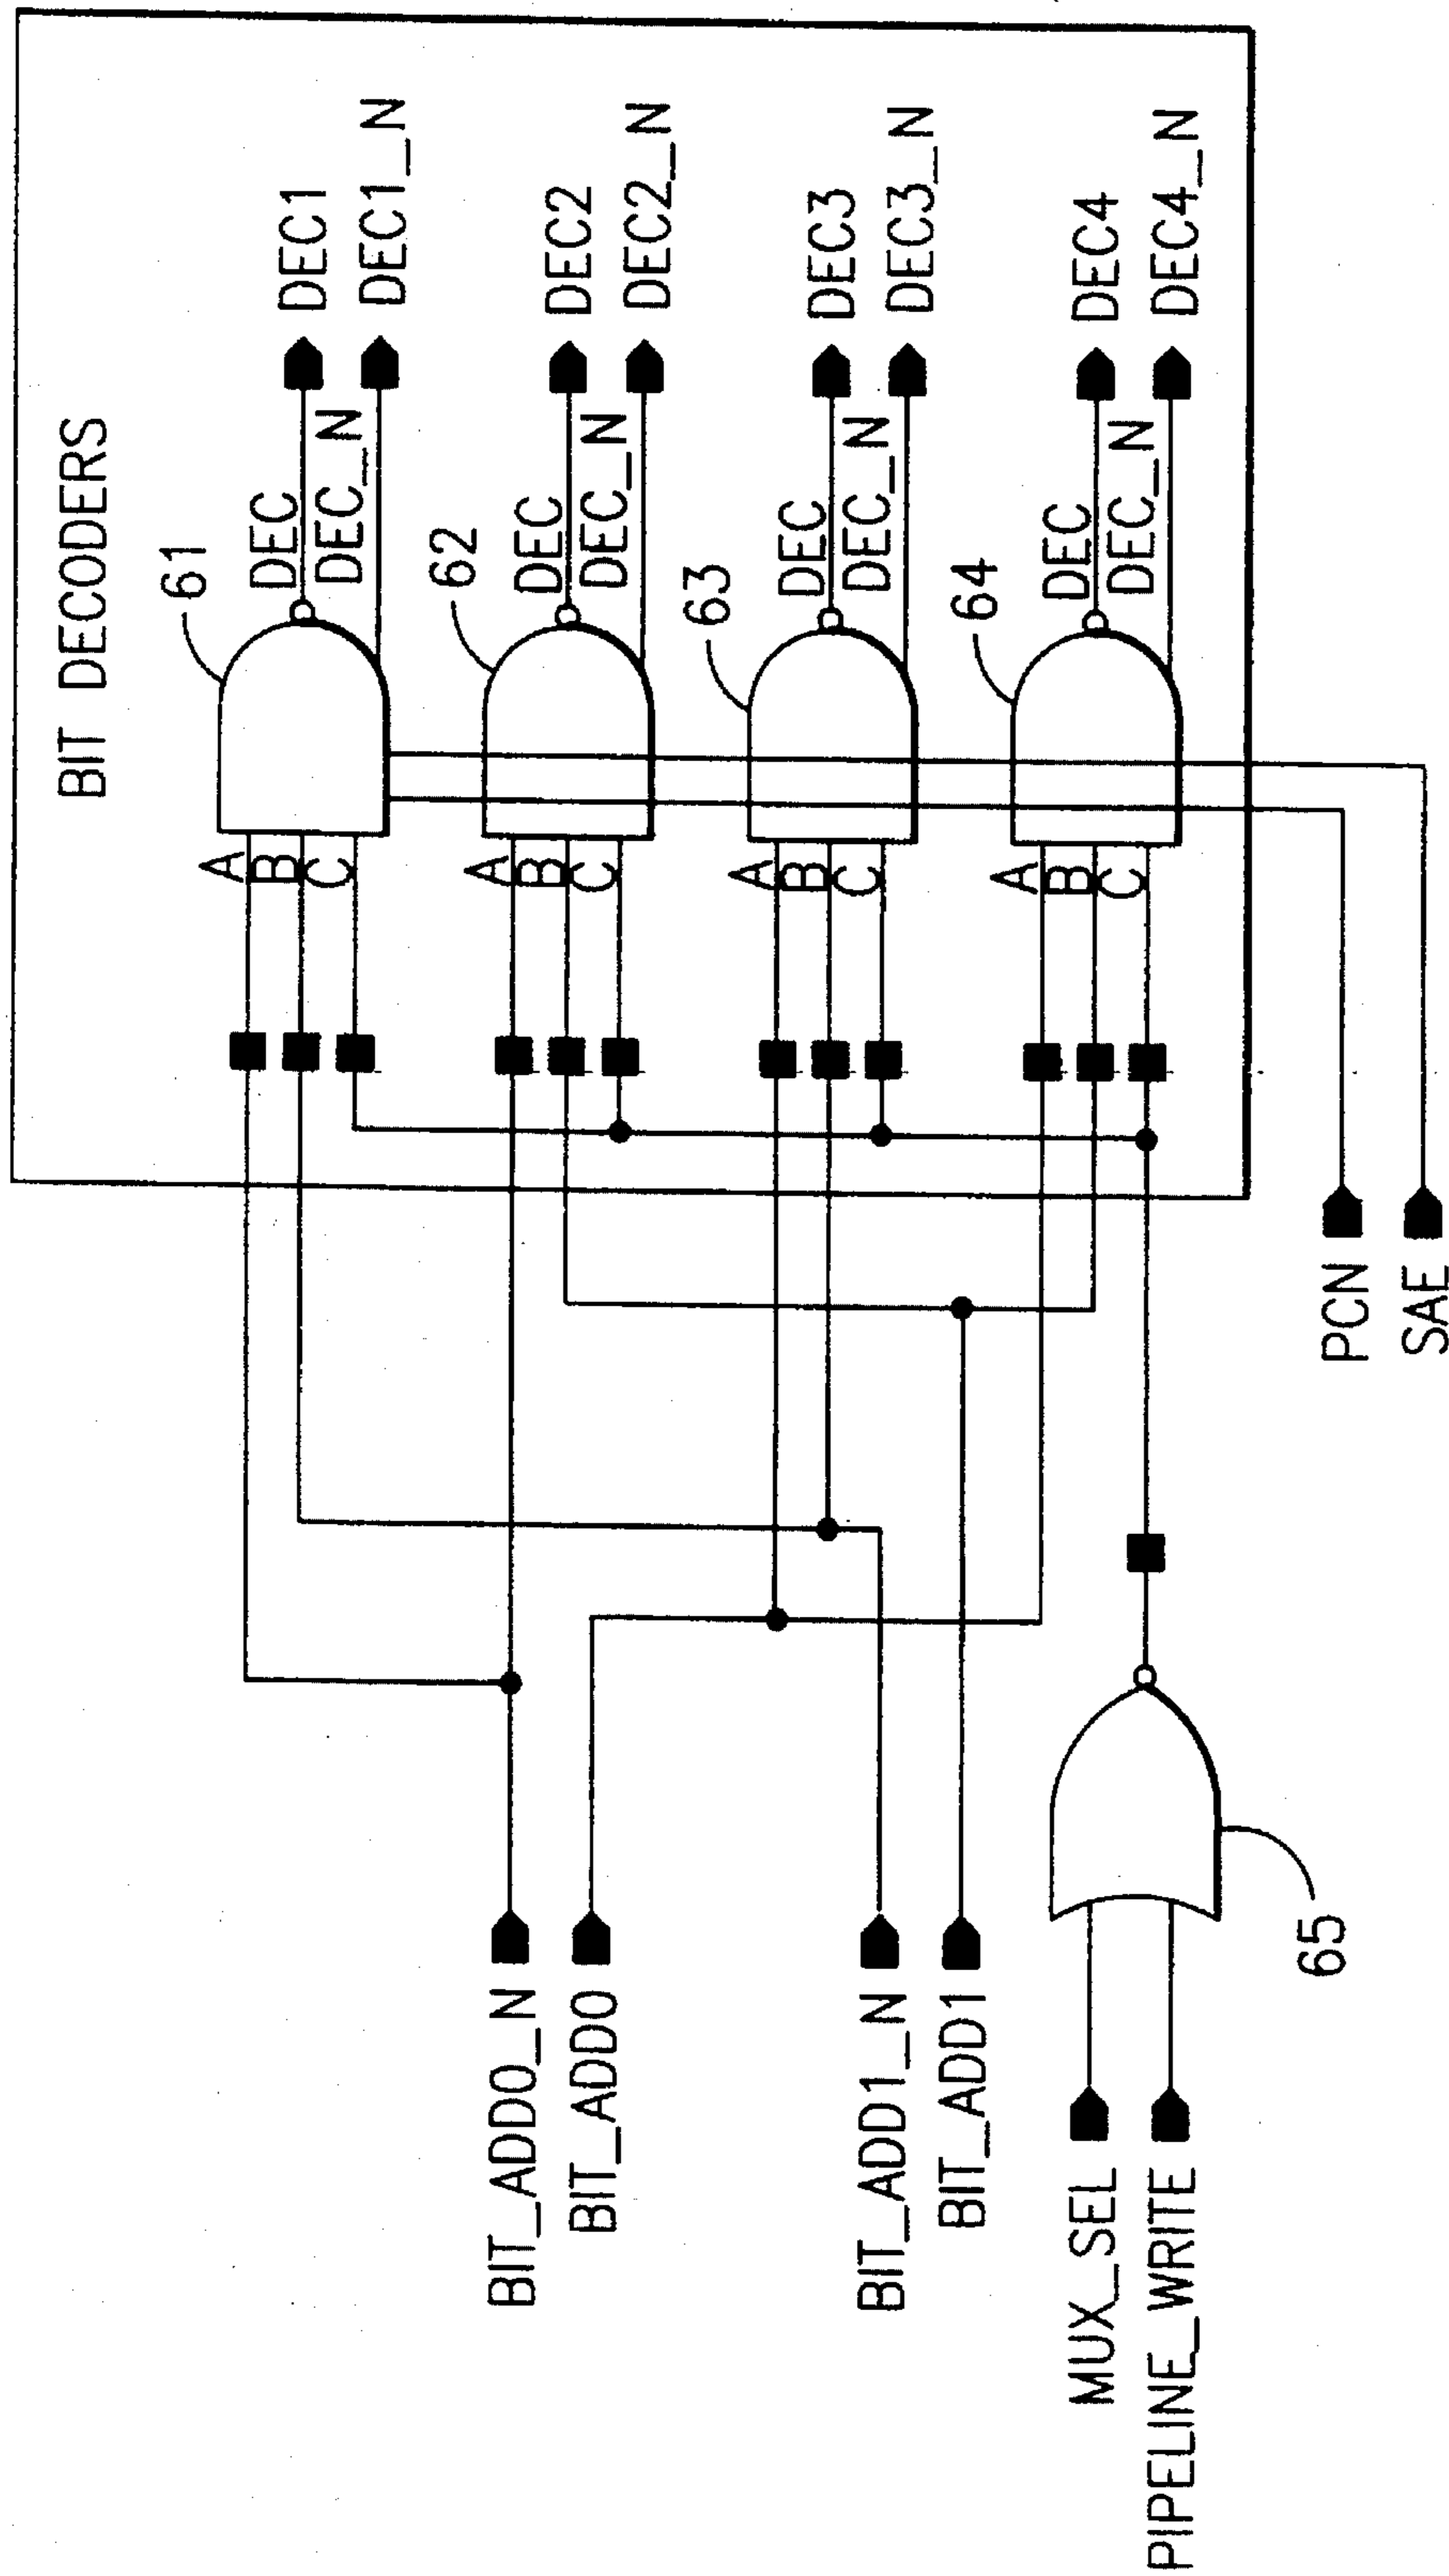 BIT DECODERS
61
A
B
C
DEC
DEC_N
DEC1
DEC1_N
62
A
B
C
DEC
DEC_N
DEC2
DEC2_N
63
A
B
C
DEC
DEC_N
DEC3
DEC3_N
64
A
B
C
DEC
DEC_N
DEC4
DEC4_N
BIT_ADD0_N
BIT_ADD0
BIT_ADD1_N
BIT_ADD1
MUX_SEL
PIPELINE_WRITE
65
PCN
SAE